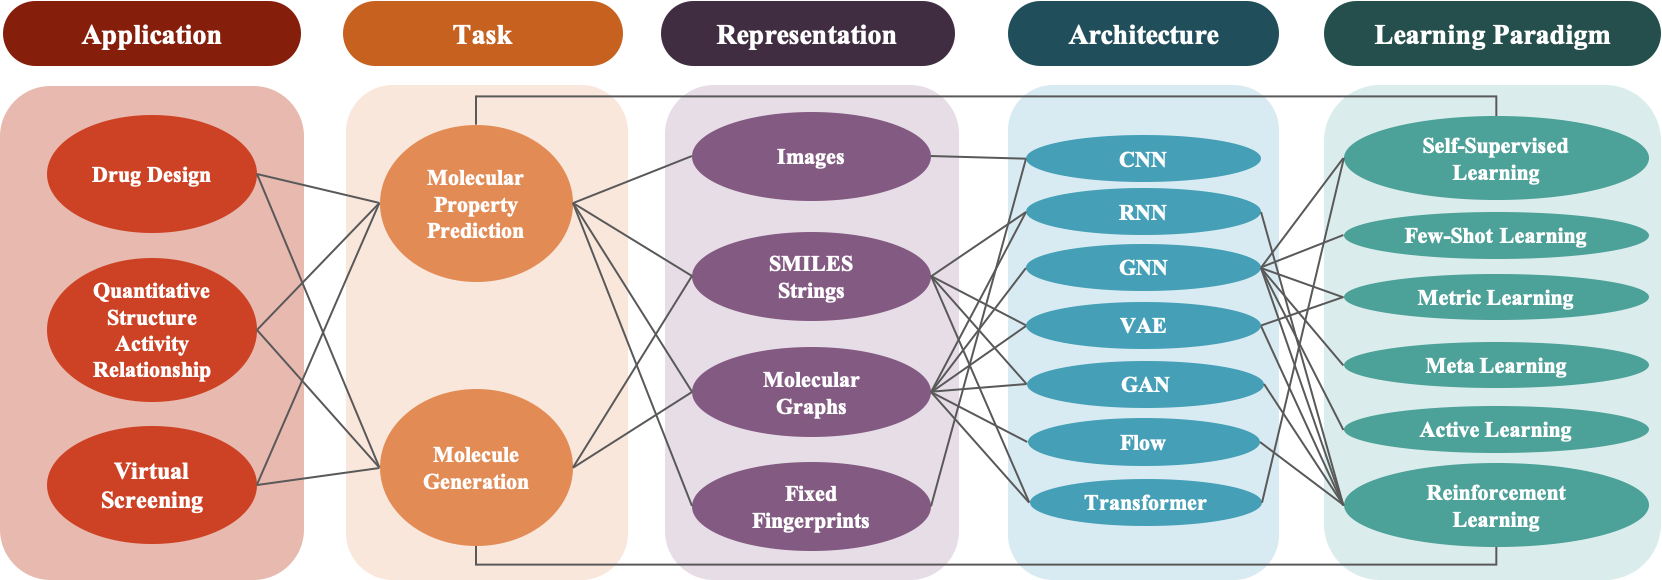 Application
Task
Representation
Architecture
Learning Paradigm
Drug Design
Quantitative
Structure
Activity
Relationship
Virtual
Screening
Molecular
Property
Prediction
Molecule
Generation
Images
SMILES
Strings
Molecular
Graphs
Fixed
Fingerprints
CNN
RNN
GNN
VAE
GAN
Flow
Transformer
Self-Supervised
Learning
Few-Shot Learning
Metric Learning
Meta Learning
Active Learning
Reinforcement
Learning